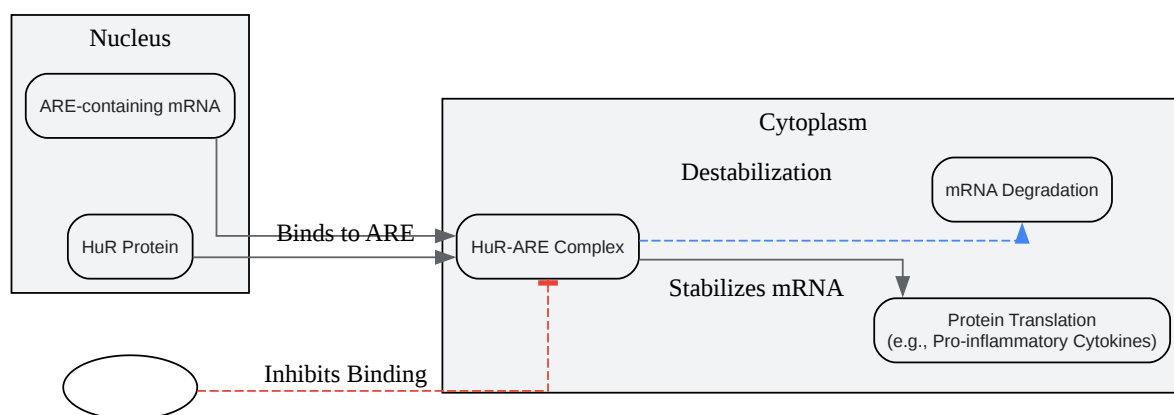 Nucleus
ARE-containing mRNA
HuR Protein
Binds to ARE
Cytoplasm
Destabilization
mRNA Degradation
HuR-ARE Complex
Stabilizes mRNA
Protein Translation
(e.g., Pro-inflammatory Cytokines)
Inhibits Binding